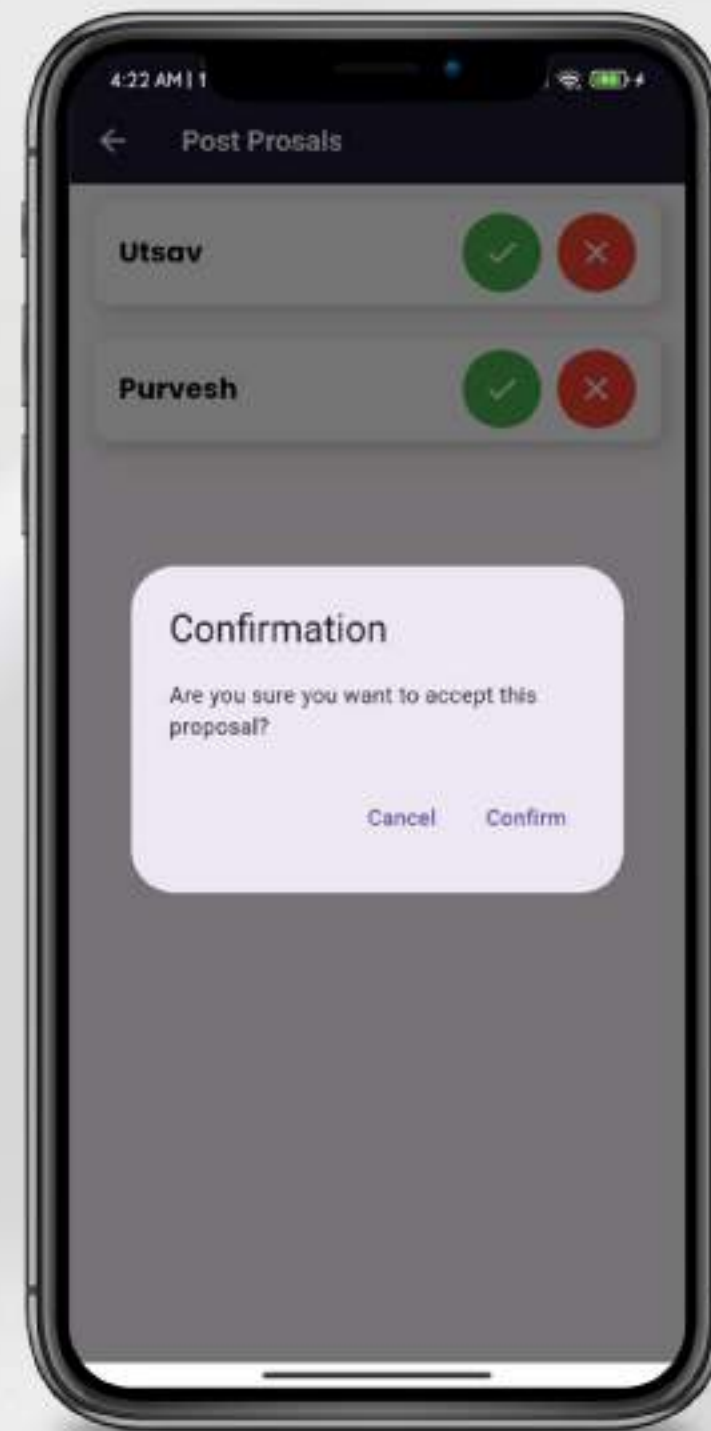 4:22 AM | 1
Post Prosals
Utsav
Purvesh
Confirmation
Are you sure you want to accept this
proposal?
Cancel
Confirm